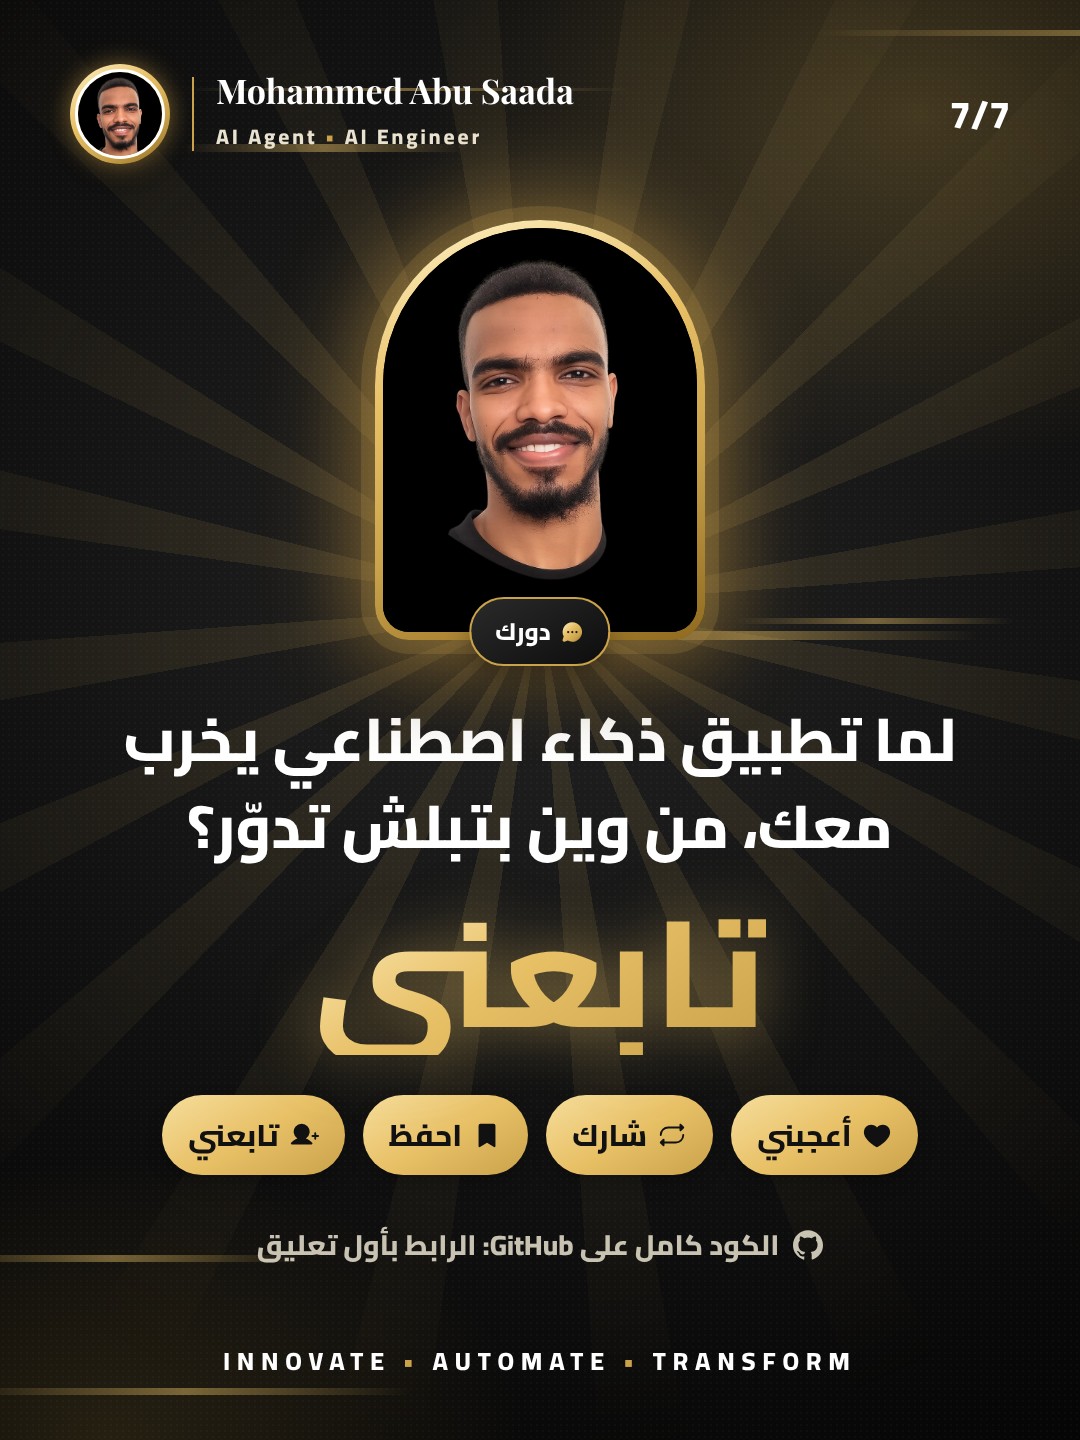 Mohammed Abu Saada
AI Agent ▪ AI Engineer
7/7
دورك
لما تطبيق ذكاء اصطناعي يخرب
معك، من وين بتبلش تدوّر؟
تابعني
أعجبني
شارك
احفظ
تابعني
الكود كامل على GitHub: الرابط بأول تعليق
INNOVATE ▪ AUTOMATE ▪ TRANSFORM